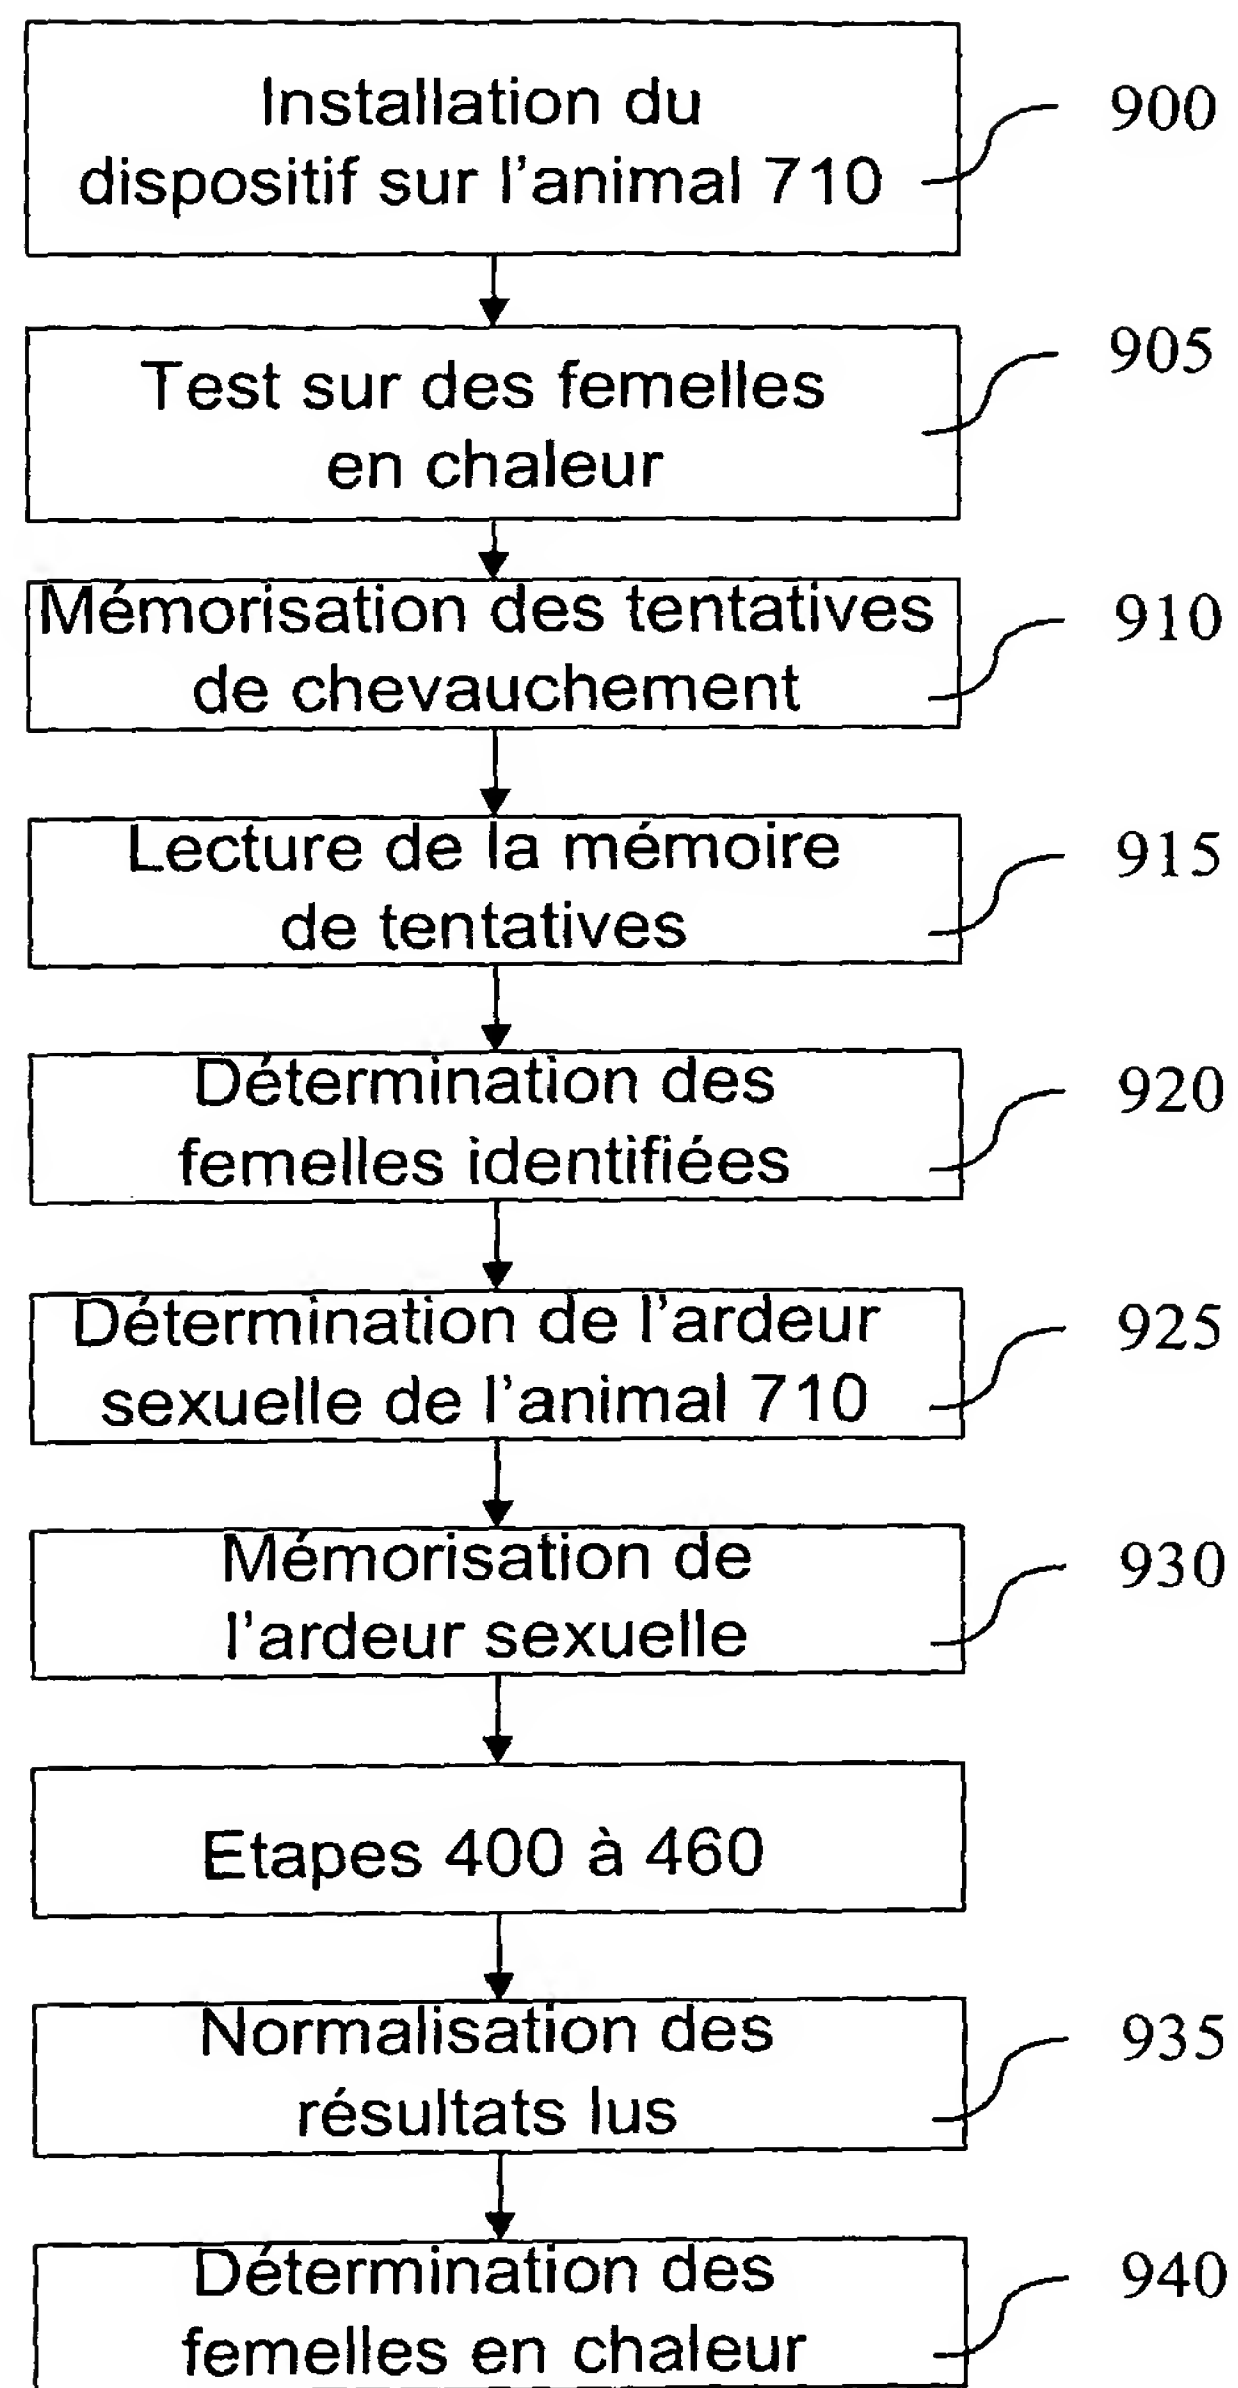 Installation du
dispositif sur l'animal 710
900
Test sur des femelles
en chaleur
905
Mémorisation des tentatives
de chevauchement
910
Lecture de la mémoire
de tentatives
915
Détermination des
femelles identifiées
920
Détermination de l'ardeur
sexuelle de l'animal 710
925
Mémorisation de
l'ardeur sexuelle
930
Etapes 400 à 460
Normalisation des
résultats lus
935
Détermination des
femelles en chaleur
940